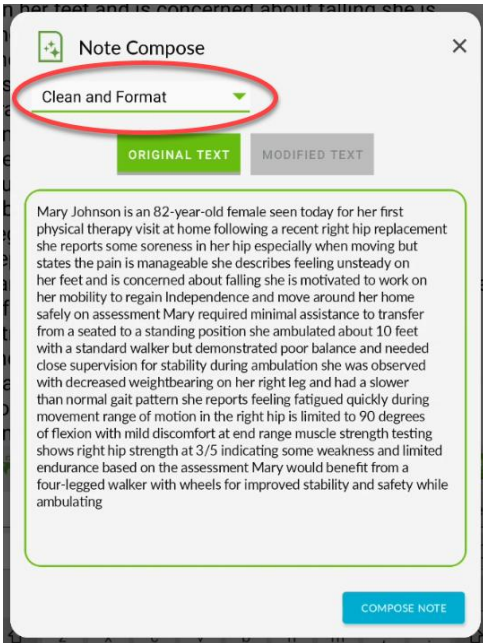 n her feet and is concerned about falling she is
Note Compose
Clean and Format
ORIGINAL TEXT
MODIFIED TEXT
Mary Johnson is an 82-year-old female seen today for her first
physical therapy visit at home following a recent right hip replacement
she reports some soreness in her hip especially when moving but
states the pain is manageable she describes feeling unsteady on
her feet and is concerned about falling she is motivated to work on
her mobility to regain Independence and move around her home
safely on assessment Mary required minimal assistance to transfer
from a seated to a standing position she ambulated about 10 feet
with a standard walker but demonstrated poor balance and needed
close supervision for stability during ambulation she was observed
with decreased weightbearing on her right leg and had a slower
than normal gait pattern she reports feeling fatigued quickly during
movement range of motion in the right hip is limited to 90 degrees
of flexion with mild discomfort at end range muscle strength testing
shows right hip strength at 3/5 indicating some weakness and limited
endurance based on the assessment Mary would benefit from a
four-legged walker with wheels for improved stability and safety while
ambulating
COMPOSE NOTE